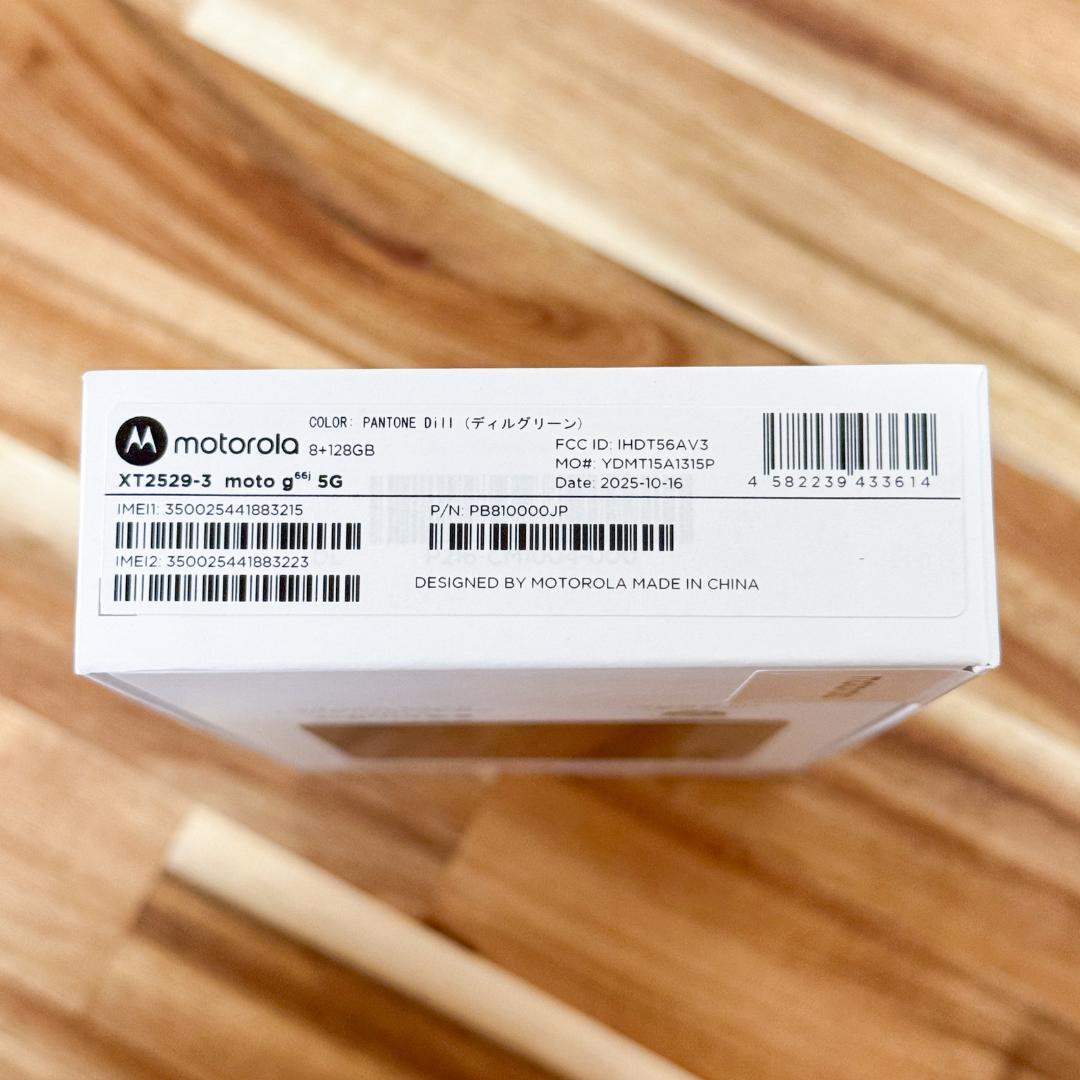 COLOR: PANTONE Dill (ディルグリーン)
motorola 8+128GB
FCC ID: IHDT56AV3
MO#: YDMT15A1315P
XT2529-3 moto g66j 5G
Date: 2025-10-16
4 582239 433614
IMEI1: 350025441883215
P/N: PB810000JP
IMEI2: 350025441883223
DESIGNED BY MOTOROLA MADE IN CHINA